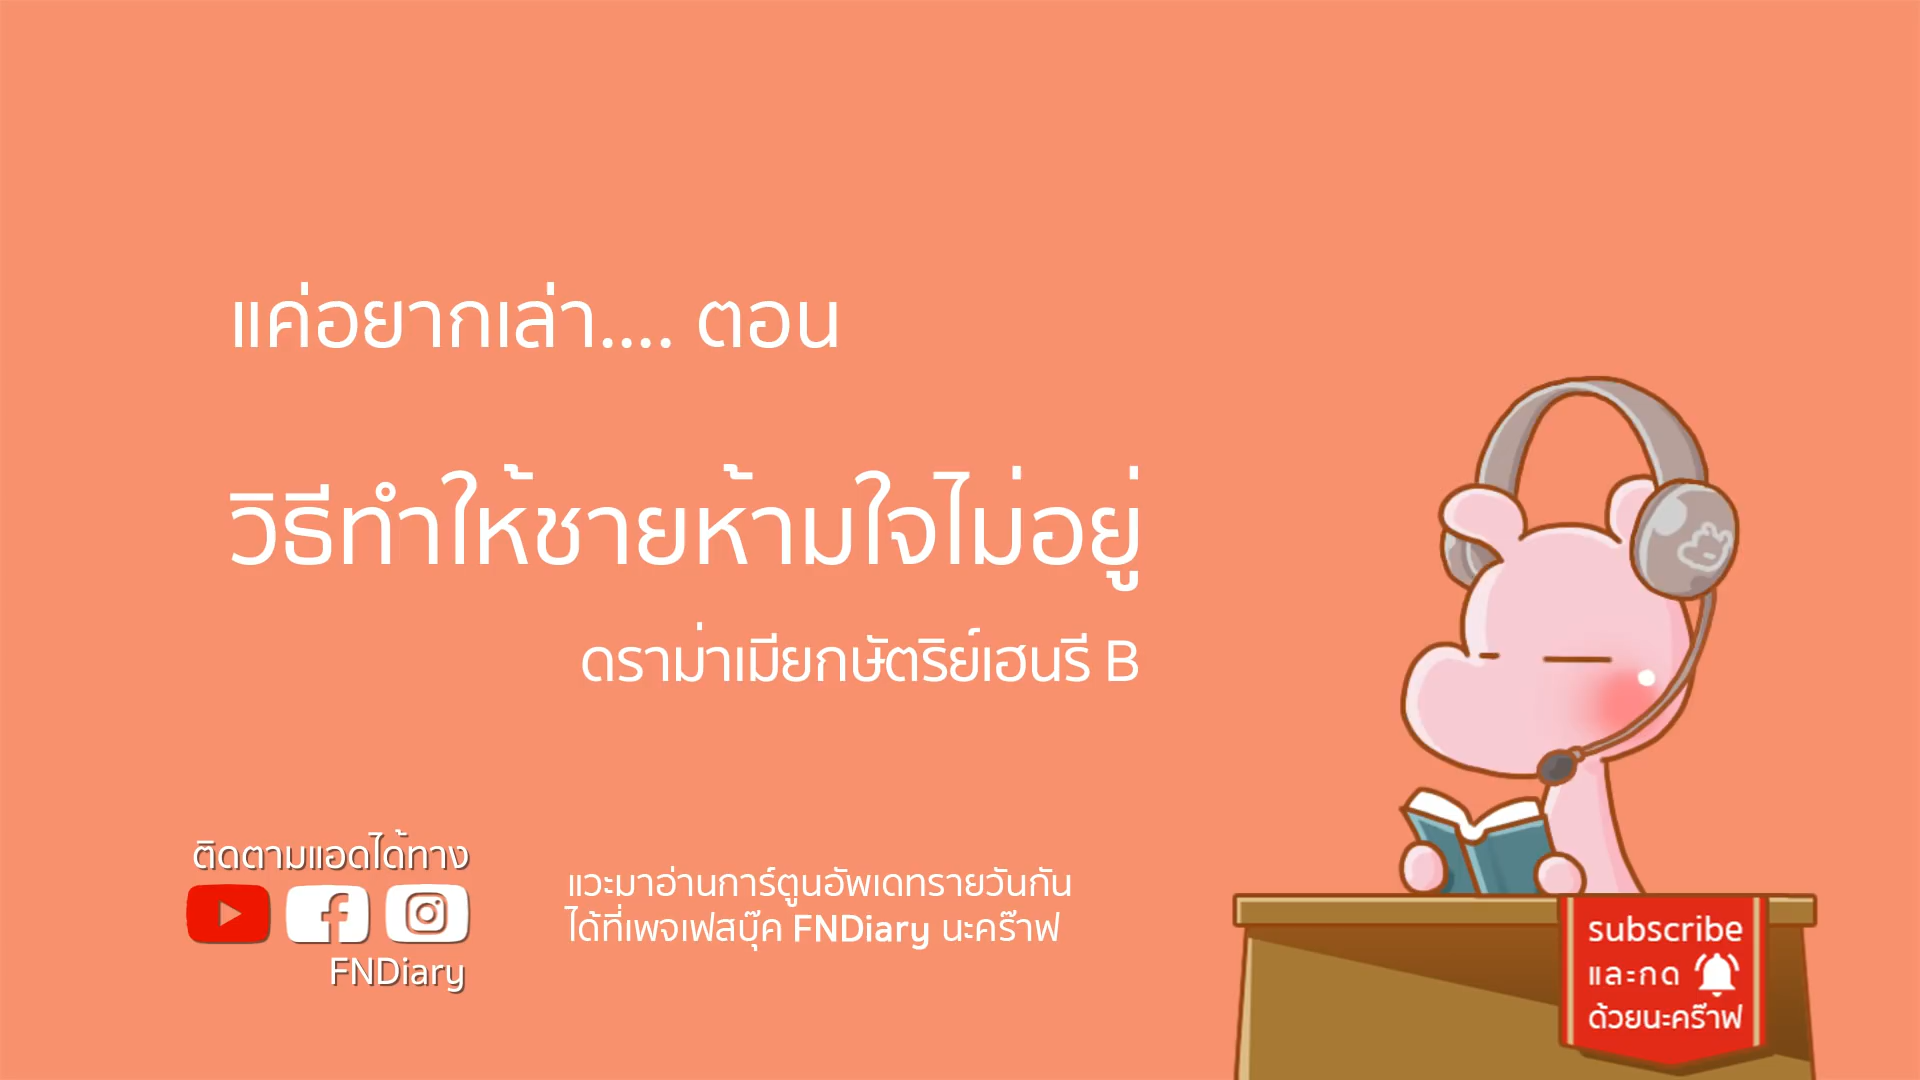 แค่อยากเล่า.... ตอน
วิธีทำให้ชายห้ามใจไม่อยู่
ดราม่าเมียกษัตริย์เฮนรี B
ติดตามแอดได้ทาง
FNDiary
แวะมาอ่านการ์ตูนอัพเดทรายวันกัน
ได้ที่เพจเฟสบุ๊ค FNDiary นะคร๊าฟ
subscribe
และกด
ด้วยนะคร๊าฟ